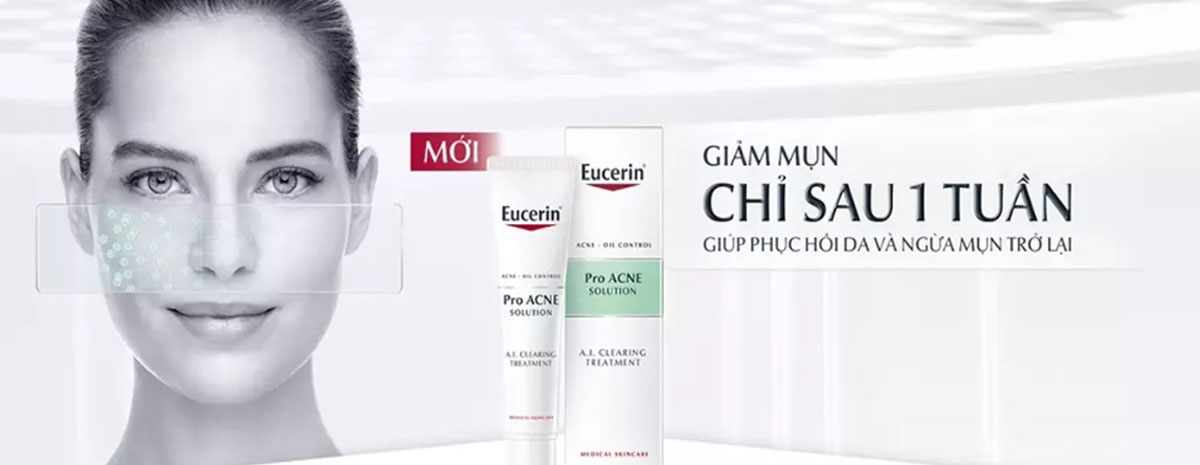 MỚI
Eucerin®
ACNE - OIL CONTROL
Pro ACNE
SOLUTION
A.I. CLEARING
TREATMENT
MEDICAL SKINCARE
Eucerin®
ACNE - OIL CONTROL
Pro ACNE
SOLUTION
A.I. CLEARING
TREATMENT
MEDICAL SKINCARE
GIẢM MỤN
CHỈ SAU 1 TUẦN
GIÚP PHỤC HỒI DA VÀ NGỪA MỤN TRỞ LẠI